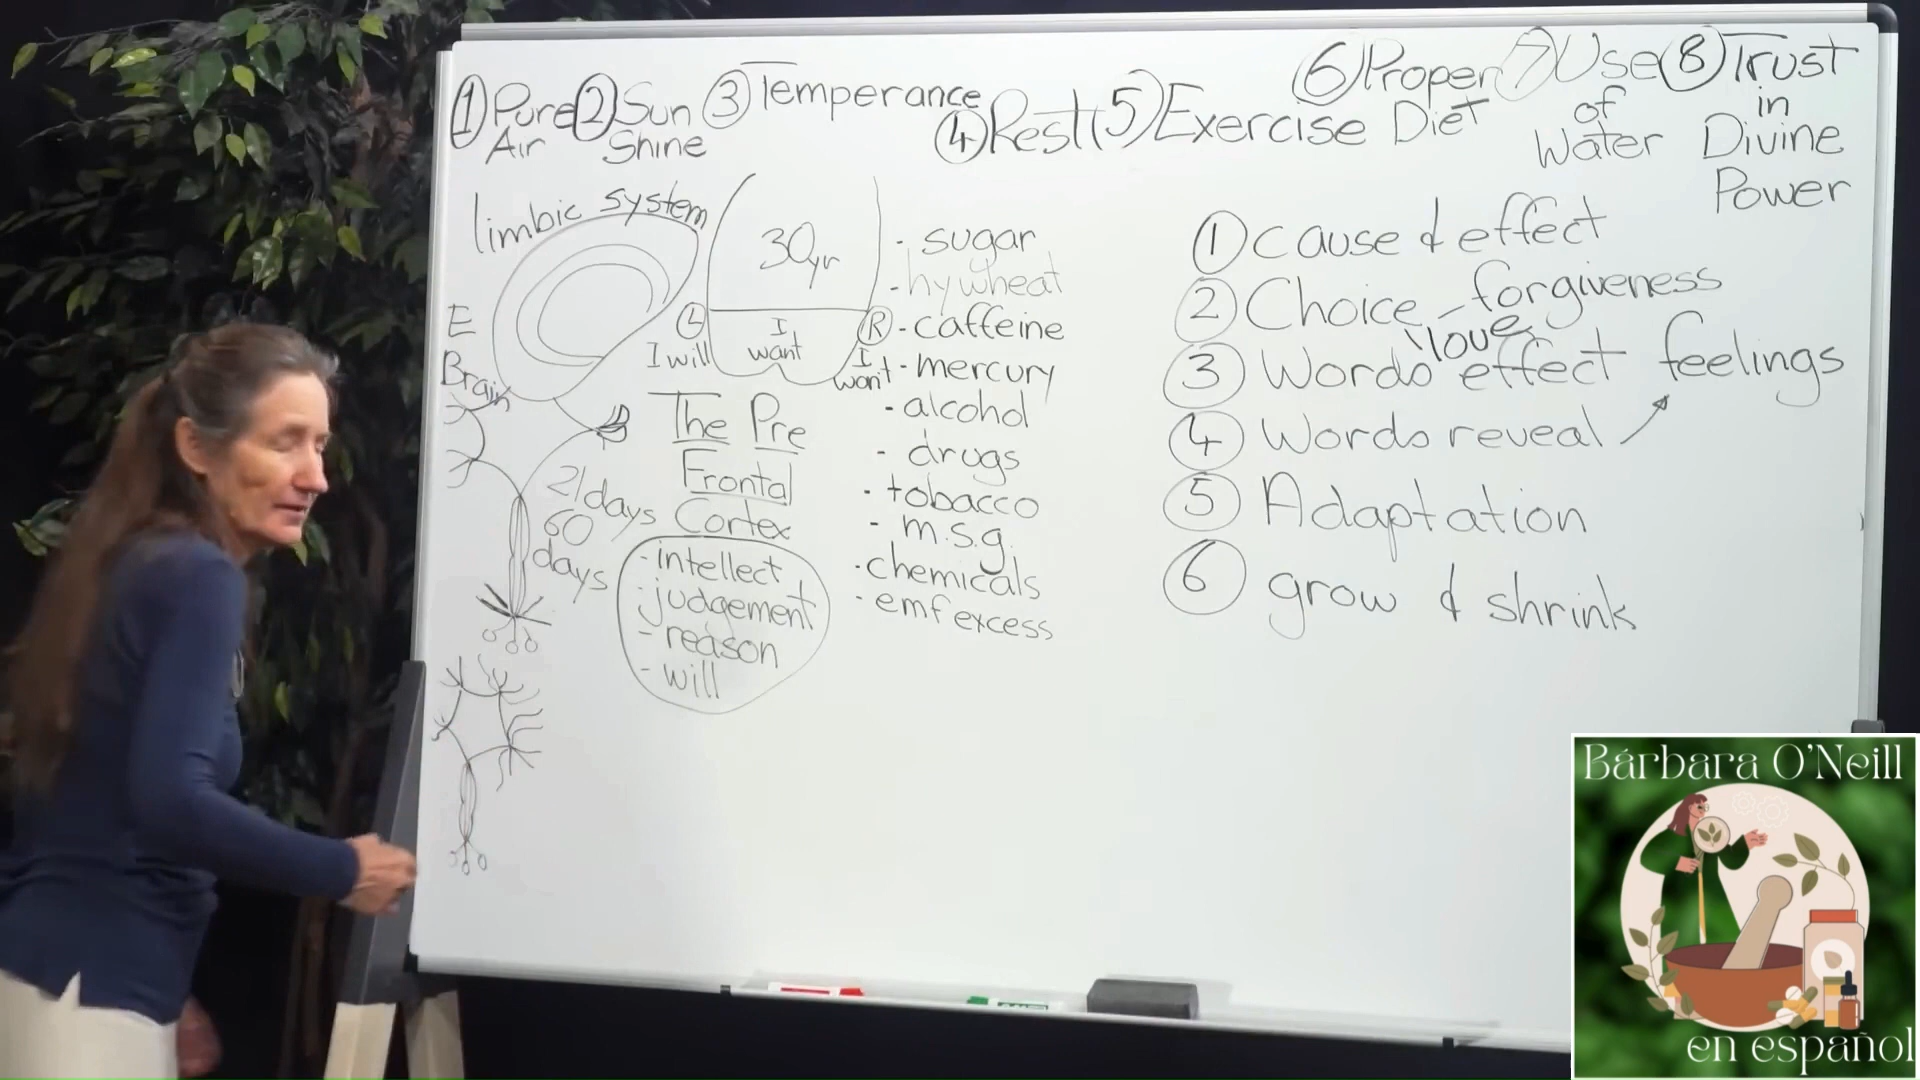 ① Pure
Air
② Sun
Shine
③ Temperance
④ Rest
⑤ Exercise
⑥ Proper
Diet
⑦ Use
of
Water
⑧ Trust
in
Divine
Power
limbic system
E
Brain
21 days
60
days
30yr
Ⓛ
I will
I
want
Ⓡ
I
won't
The Pre
Frontal
Cortex
- intellect
- judgement
- reason
- will
- sugar
- hywheat
- caffeine
- mercury
- alcohol
- drugs
- tobacco
- m.s.g.
- chemicals
- emf excess
① cause & effect
② Choice - forgiveness
love
③ Words effect feelings
④ Words reveal
⑤ Adaptation
⑥ grow & shrink
Bárbara O'Neill
en español